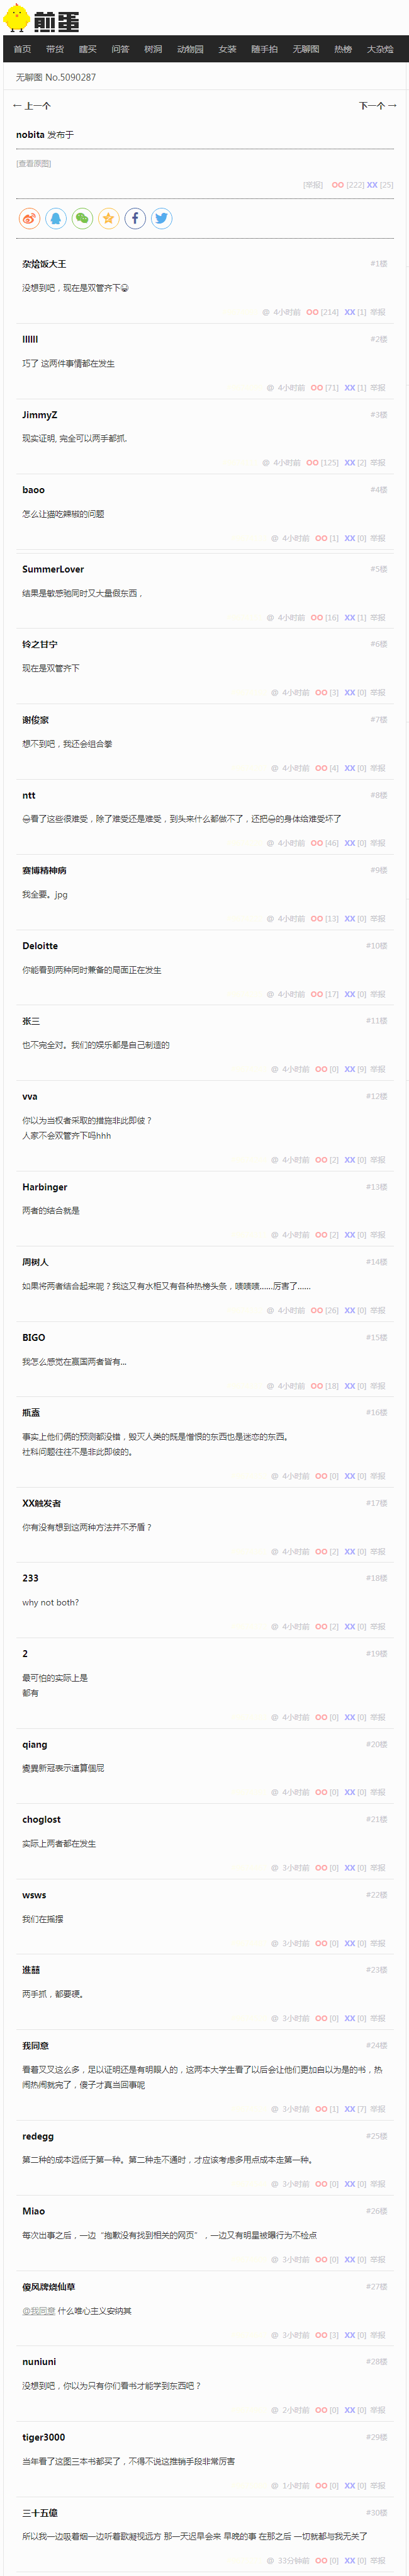 煎蛋
首页 带货 瞎买 问答 树洞 动物园 女装 随手拍 无聊图 热榜 大杂烩
无聊图 No.5090287
← 上一个 下一个 →
nobita 发布于
[查看原图]
[举报] OO [222] XX [25]
杂烩饭大王 #1楼
没想到吧，现在是双管齐下😀
@ 4小时前 OO [214] XX [1] 举报
llllll #2楼
巧了 这两件事情都在发生
@ 4小时前 OO [71] XX [1] 举报
JimmyZ #3楼
现实证明, 完全可以两手都抓.
@ 4小时前 OO [125] XX [2] 举报
baoo #4楼
怎么让猫吃辣椒的问题
@ 4小时前 OO [1] XX [0] 举报
SummerLover #5楼
结果是敏感弛同时又大量假东西，
@ 4小时前 OO [16] XX [1] 举报
铃之甘宁 #6楼
现在是双管齐下
@ 4小时前 OO [3] XX [0] 举报
谢俊家 #7楼
想不到吧，我还会组合拳
@ 4小时前 OO [4] XX [0] 举报
ntt #8楼
看了这些很难受，除了难受还是难受，到头来什么都做不了，还把的身体给难受坏了
@ 4小时前 OO [46] XX [0] 举报
赛博精神病 #9楼
我全要。jpg
@ 4小时前 OO [13] XX [0] 举报
Deloitte #10楼
你能看到两种同时兼备的局面正在发生
@ 4小时前 OO [17] XX [0] 举报
张三 #11楼
也不完全对。我们的娱乐都是自己制造的
@ 4小时前 OO [0] XX [9] 举报
vva #12楼
你以为当权者采取的措施非此即彼？
人家不会双管齐下吗hhh
@ 4小时前 OO [2] XX [0] 举报
Harbinger #13楼
两者的结合就是
@ 4小时前 OO [2] XX [0] 举报
周树人 #14楼
如果将两者结合起来呢？我这又有水柜又有各种热榜头条，啧啧啧……厉害了……
@ 4小时前 OO [26] XX [0] 举报
BIGO #15楼
我怎么感觉在赢国两者皆有...
@ 4小时前 OO [18] XX [0] 举报
瓶盖 #16楼
事实上他们俩的预测都没错，毁灭人类的既是憎恨的东西也是迷恋的东西。
社科问题往往不是非此即彼的。
@ 4小时前 OO [0] XX [0] 举报
XX触发者 #17楼
你有没有想到这两种方法并不矛盾？
@ 4小时前 OO [2] XX [0] 举报
233 #18楼
why not both?
@ 4小时前 OO [2] XX [0] 举报
2 #19楼
最可怕的实际上是
都有
@ 4小时前 OO [0] XX [0] 举报
qiang #20楼
變異新冠表示這算個屁
@ 4小时前 OO [0] XX [0] 举报
choglost #21楼
实际上两者都在发生
@ 3小时前 OO [0] XX [0] 举报
wsws #22楼
我们在摇摆
@ 3小时前 OO [0] XX [0] 举报
進囍 #23楼
两手抓，都要硬。
@ 3小时前 OO [0] XX [0] 举报
我同意 #24楼
看着叉叉这么多，足以证明还是有明眼人的，这两本大学生看了以后会让他们更加自以为是的书，热
闹热闹就完了，傻子才真当回事呢
@ 3小时前 OO [1] XX [7] 举报
redegg #25楼
第二种的成本远低于第一种。第二种走不通时，才应该考虑多用点成本走第一种。
@ 3小时前 OO [0] XX [0] 举报
Miao #26楼
每次出事之后，一边“抱歉没有找到相关的网页”，一边又有明星被曝行为不检点
@ 3小时前 OO [0] XX [0] 举报
傻风牌烧仙草 #27楼
@我同意 什么唯心主义安纳其
@ 3小时前 OO [3] XX [0] 举报
nuniuni #28楼
没想到吧，你以为只有你们看书才能学到东西吧？
@ 2小时前 OO [0] XX [0] 举报
tiger3000 #29楼
当年看了这图三本书都买了，不得不说这推销手段非常厉害
@ 1小时前 OO [0] XX [0] 举报
三十五億 #30楼
所以我一边吸着烟一边听着歌凝视远方 那一天迟早会来 早晚的事 在那之后 一切就都与我无关了
@ 33分钟前 OO [0] XX [0] 举报